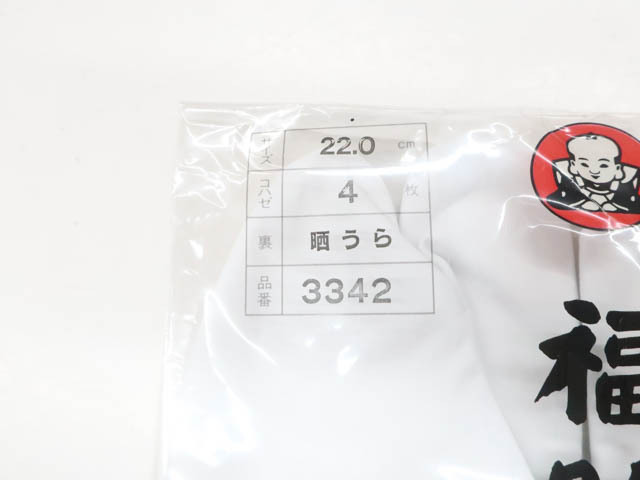 サイズ 22.0 cm
コハゼ 4 枚
裏 晒うら
品番 3342
福